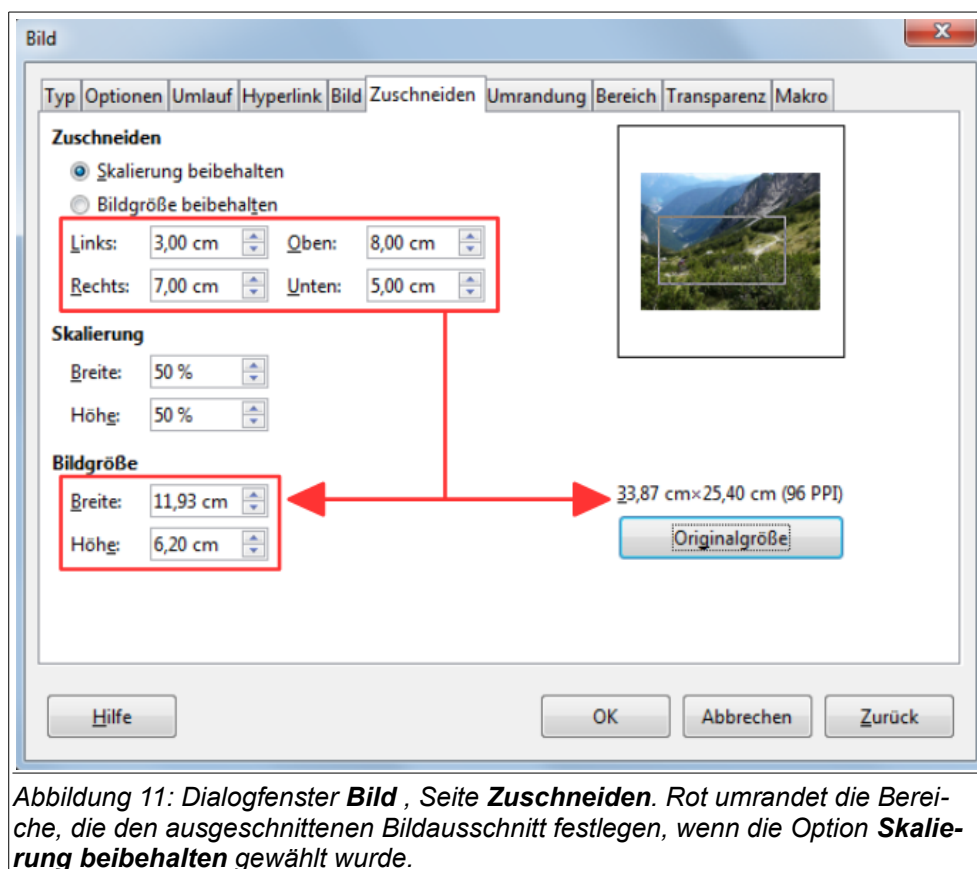 Bild
Typ Optionen Umlauf Hyperlink Bild Zuschneiden Umrandung Bereich Transparenz Makro
Zuschneiden
Skalierung beibehalten
Bildgröße beibehalten
Links: 3,00 cm Oben: 8,00 cm
Rechts: 7,00 cm Unten: 5,00 cm
Skalierung
Breite: 50 %
Höhe: 50 %
Bildgröße
Breite: 11,93 cm 33,87 cm×25,40 cm (96 PPI)
Höhe: 6,20 cm Originalgröße
Hilfe OK Abbrechen Zurück
Abbildung 11: Dialogfenster Bild , Seite Zuschneiden. Rot umrandet die Berei-
che, die den ausgeschnittenen Bildausschnitt festlegen, wenn die Option Skalie-
rung beibehalten gewählt wurde.